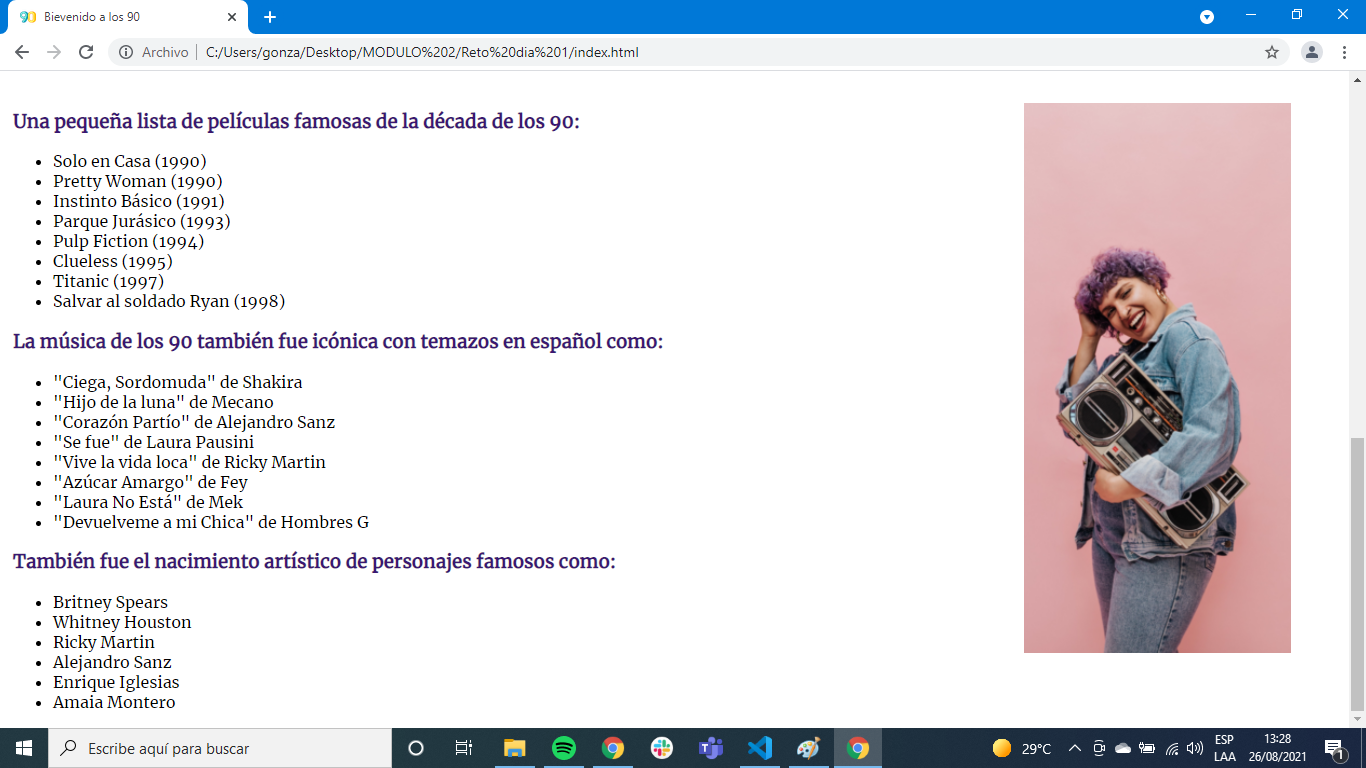 Bievenido a los 90
Archivo
C:/Users/gonza/Desktop/MODULO%202/Reto%20dia%201/index.html
Una pequeña lista de películas famosas de la década de los 90:
Solo en Casa (1990)
Pretty Woman (1990)
Instinto Básico (1991)
Parque Jurásico (1993)
Pulp Fiction (1994)
Clueless (1995)
Titanic (1997)
Salvar al soldado Ryan (1998)
La música de los 90 también fue icónica con temazos en español como:
"Ciega, Sordomuda" de Shakira
"Hijo de la luna" de Mecano
"Corazón Partío" de Alejandro Sanz
"Se fue" de Laura Pausini
"Vive la vida loca" de Ricky Martin
"Azúcar Amargo" de Fey
"Laura No Está" de Mek
"Devuelveme a mi Chica" de Hombres G
También fue el nacimiento artístico de personajes famosos como:
Britney Spears
Whitney Houston
Ricky Martin
Alejandro Sanz
Enrique Iglesias
Amaia Montero
Escribe aquí para buscar
29°C
ESP
LAA
13:28
26/08/2021
1